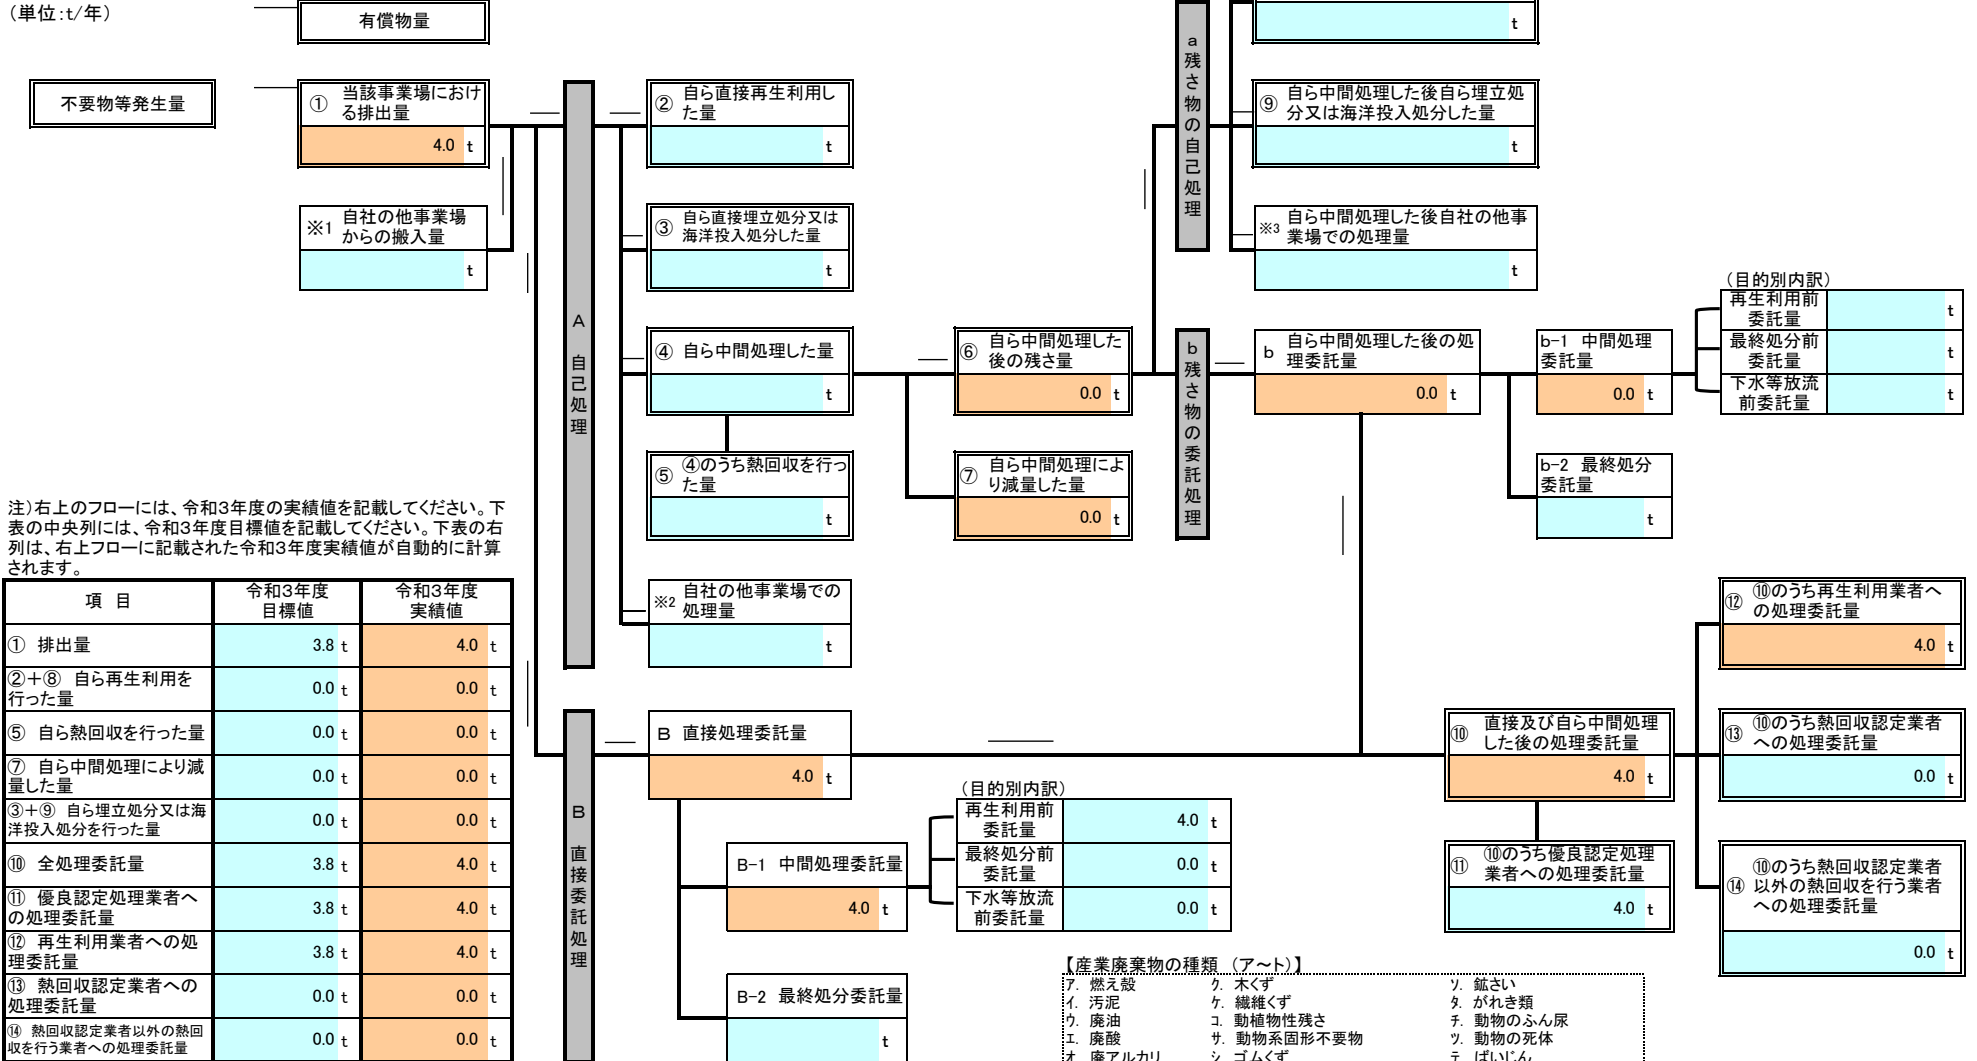 （単位：t/年）
有償物量
不要物等発生量
① 当該事業場におけ
る排出量
4.0 t
※1 自社の他事業場
からの搬入量
t
A 自己処理
② 自ら直接再生利用し
た量
t
③ 自ら直接埋立処分又は
海洋投入処分した量
t
④ 自ら中間処理した量
t
⑤ ④のうち熱回収を行っ
た量
t
※2 自社の他事業場での
処理量
t
⑥ 自ら中間処理した
後の残さ量
0.0 t
⑦ 自ら中間処理によ
り減量した量
0.0 t
a 残さ物の自己処理
t
⑨ 自ら中間処理した後自ら埋立処
分又は海洋投入処分した量
t
※3 自ら中間処理した後自社の他事
業場での処理量
t
b 残さ物の委託処理
b 自ら中間処理した後の処
理委託量
0.0 t
b-1 中間処理
委託量
0.0 t
b-2 最終処分
委託量
t
（目的別内訳）
再生利用前
委託量
t
最終処分前
委託量
t
下水等放流
前委託量
t
注）右上のフローには、令和3年度の実績値を記載してください。下
表の中央列には、令和3年度目標値を記載してください。下表の右
列は、右上フローに記載された令和3年度実績値が自動的に計算
されます。
項 目 令和3年度 目標値 令和3年度 実績値
① 排出量 3.8 t 4.0 t
②＋⑧ 自ら再生利用を
行った量 0.0 t 0.0 t
⑤ 自ら熱回収を行った量 0.0 t 0.0 t
⑦ 自ら中間処理により減
量した量 0.0 t 0.0 t
③＋⑨ 自ら埋立処分又は海
洋投入処分を行った量 0.0 t 0.0 t
⑩ 全処理委託量 3.8 t 4.0 t
⑪ 優良認定処理業者へ
の処理委託量 3.8 t 4.0 t
⑫ 再生利用業者への処
理委託量 3.8 t 4.0 t
⑬ 熱回収認定業者への
処理委託量 0.0 t 0.0 t
⑭ 熱回収認定業者以外の熱回
収を行う業者への処理委託量 0.0 t 0.0 t
B 直接委託処理
B 直接処理委託量
4.0 t
B-1 中間処理委託量
4.0 t
B-2 最終処分委託量
t
（目的別内訳）
再生利用前
委託量
4.0 t
最終処分前
委託量
0.0 t
下水等放流
前委託量
0.0 t
⑩ 直接及び自ら中間処理
した後の処理委託量
4.0 t
⑪ ⑩のうち優良認定処理
業者への処理委託量
4.0 t
⑫ ⑩のうち再生利用業者へ
の処理委託量
4.0 t
⑬ ⑩のうち熱回収認定業者
への処理委託量
0.0 t
⑭ ⑩のうち熱回収認定業者
以外の熱回収を行う業者
への処理委託量
0.0 t
【産業廃棄物の種類 （ア～ト）】
ア. 燃え殻 ク. 木くず ソ. 鉱さい
イ. 汚泥 ケ. 繊維くず タ. がれき類
ウ. 廃油 コ. 動植物性残さ チ. 動物のふん尿
エ. 廃酸 サ. 動物系固形不要物 ツ. 動物の死体
オ. 廃アルカリ シ. ゴムくず テ. ばいじん